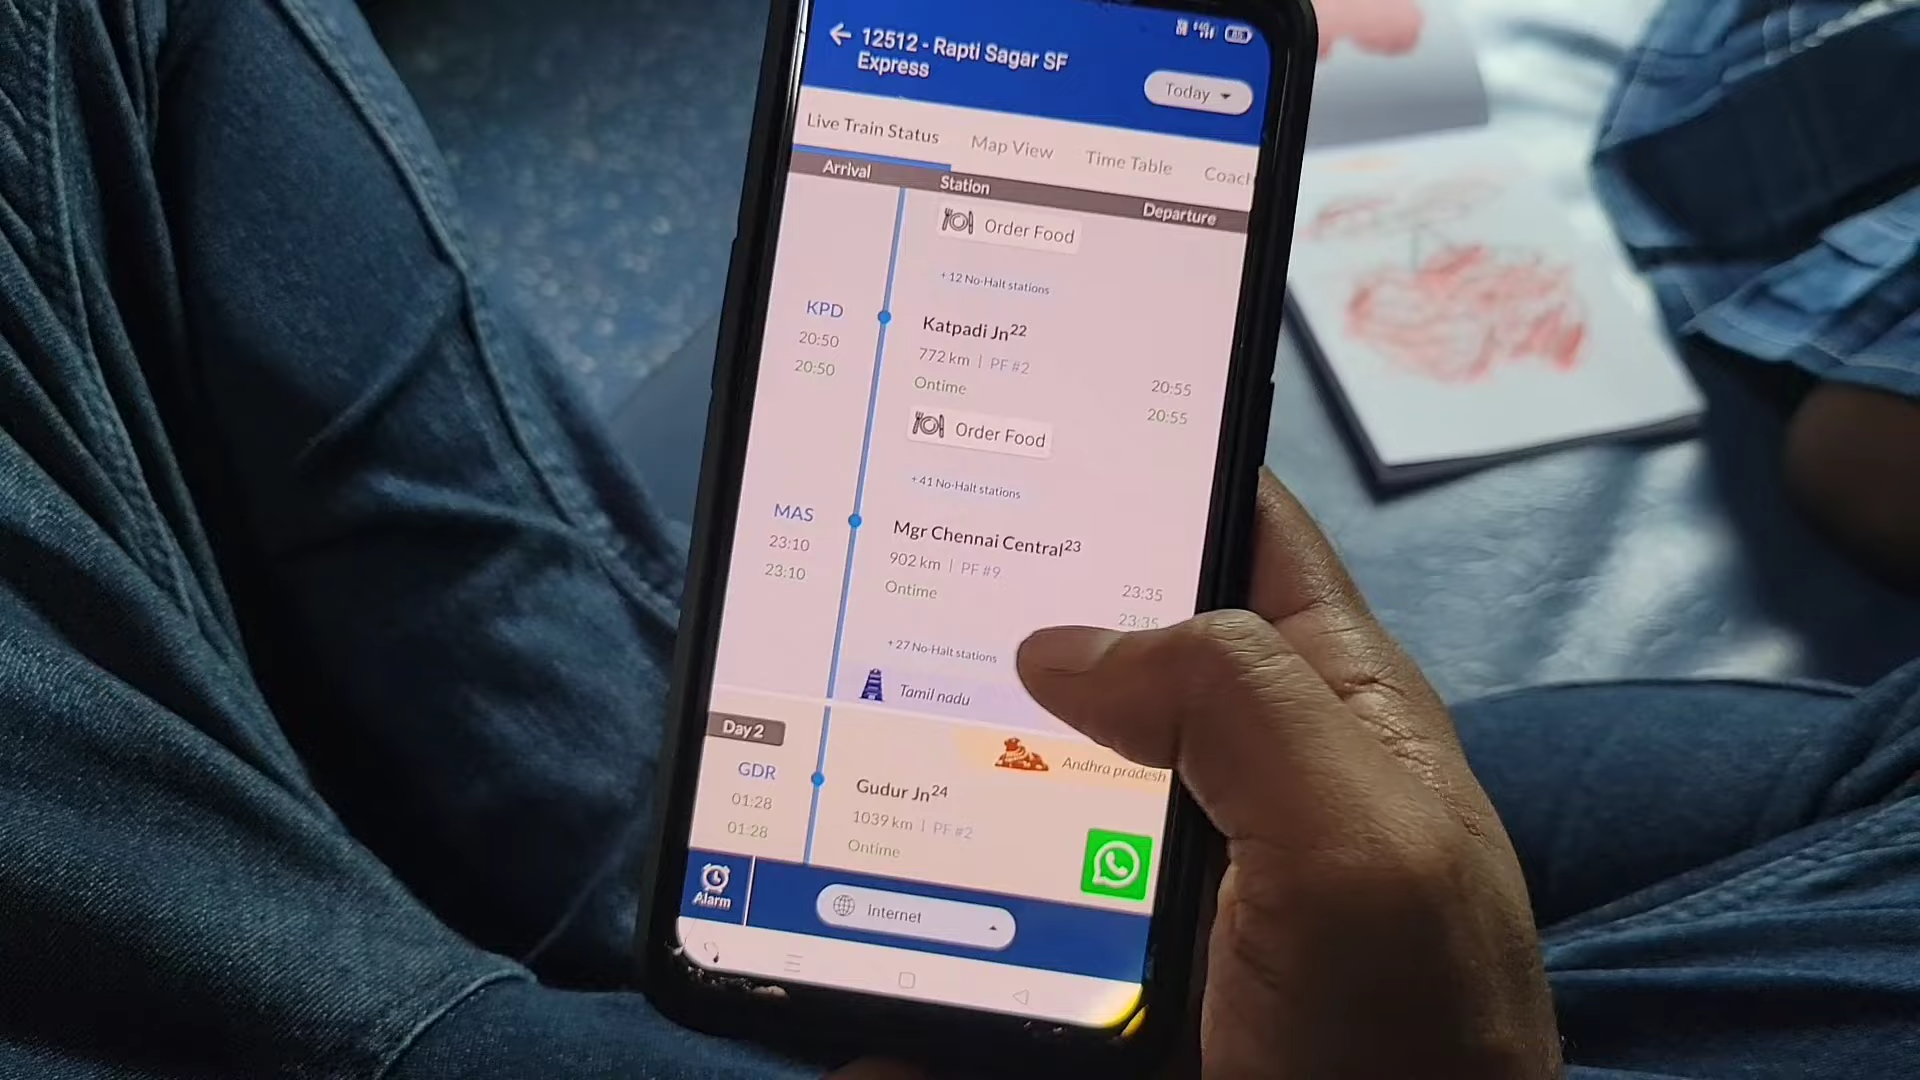 12512 - Rapti Sagar SF
Express
Today
Live Train Status
Map View
Time Table
Coach
Arrival
Station
Departure
Order Food
+ 12 No-Halt stations
KPD
Katpadi Jn22
20:50
772 km | PF #2
20:55
20:50
Ontime
20:55
Order Food
+ 41 No-Halt stations
MAS
Mgr Chennai Central23
23:10
902 km | PF #9
23:35
23:10
Ontime
23:35
+ 27 No-Halt stations
Tamil nadu
Day 2
Andhra pradesh
GDR
Gudur Jn24
01:28
1039 km | PF #2
01:28
Ontime
Alarm
Internet